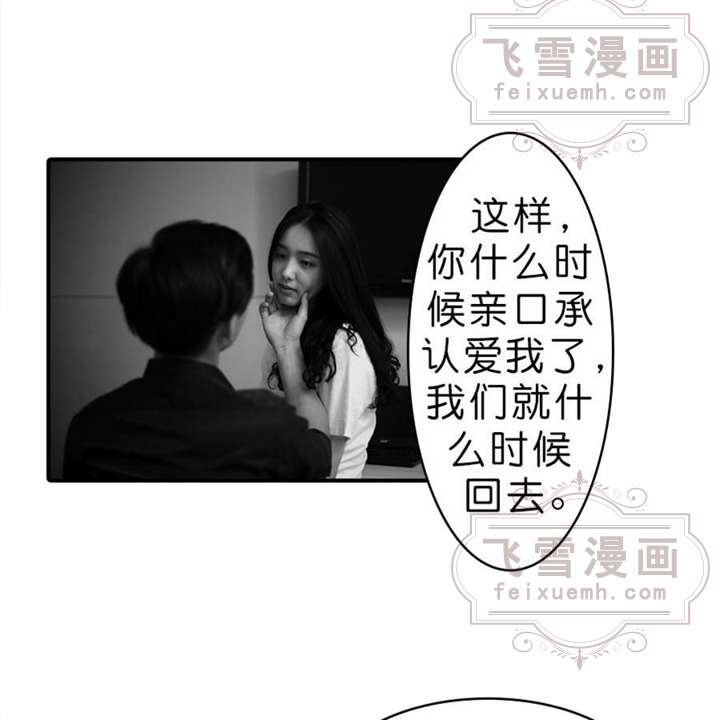 飞雪漫画
feixuemh.com
这样，
你什么时
候亲口承
认爱我了，
我们就什
么时候
回去。
飞雪漫画
feixuemh.com